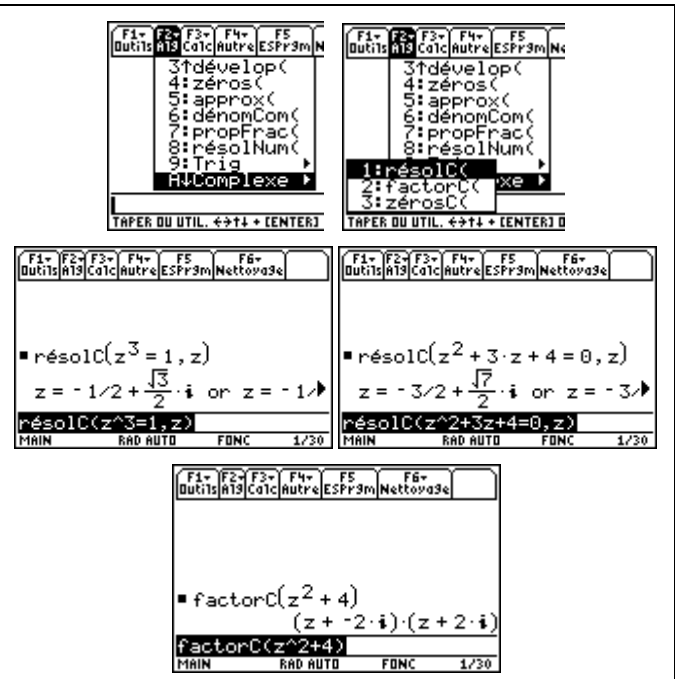 F1▾ F2▾ F3▾ F4▾ F5
Outils Alg Calc Autre ESPrgm N
3↑dévelop(
4:zéros(
5:approx(
6:dénomCom(
7:propFrac(
8:résolNum(
9:Trig ▸
A↓Complexe ▸
TAPER OU UTIL. ←→↑↓ + [ENTER]
F1▾ F2▾ F3▾ F4▾ F5
Outils Alg Calc Autre ESPrgm Ne
3↑dévelop(
4:zéros(
5:approx(
6:dénomCom(
7:propFrac(
8:résolNum(
1:résolC(
2:factorC( xe ▸
3:zérosC(
TAPER OU UTIL. ←→↑↓ + [ENTER] O
F1▾ F2▾ F3▾ F4▾ F5 F6▾
Outils Alg Calc Autre ESPrgm Nettoyage
▪ résolC(z³ = 1, z)
z = -1/2 + √3/2·i or z = -1/▸
résolC(z^3=1,z)
MAIN RAD AUTO FONC 1/30
F1▾ F2▾ F3▾ F4▾ F5 F6▾
Outils Alg Calc Autre ESPrgm Nettoyage
▪ résolC(z² + 3·z + 4 = 0, z)
z = -3/2 + √7/2·i or z = -3/▸
résolC(z^2+3z+4=0,z)
MAIN RAD AUTO FONC 1/30
F1▾ F2▾ F3▾ F4▾ F5 F6▾
Outils Alg Calc Autre ESPrgm Nettoyage
▪ factorC(z² + 4)
(z + -2·i)·(z + 2·i)
factorC(z^2+4)
MAIN RAD AUTO FONC 1/30